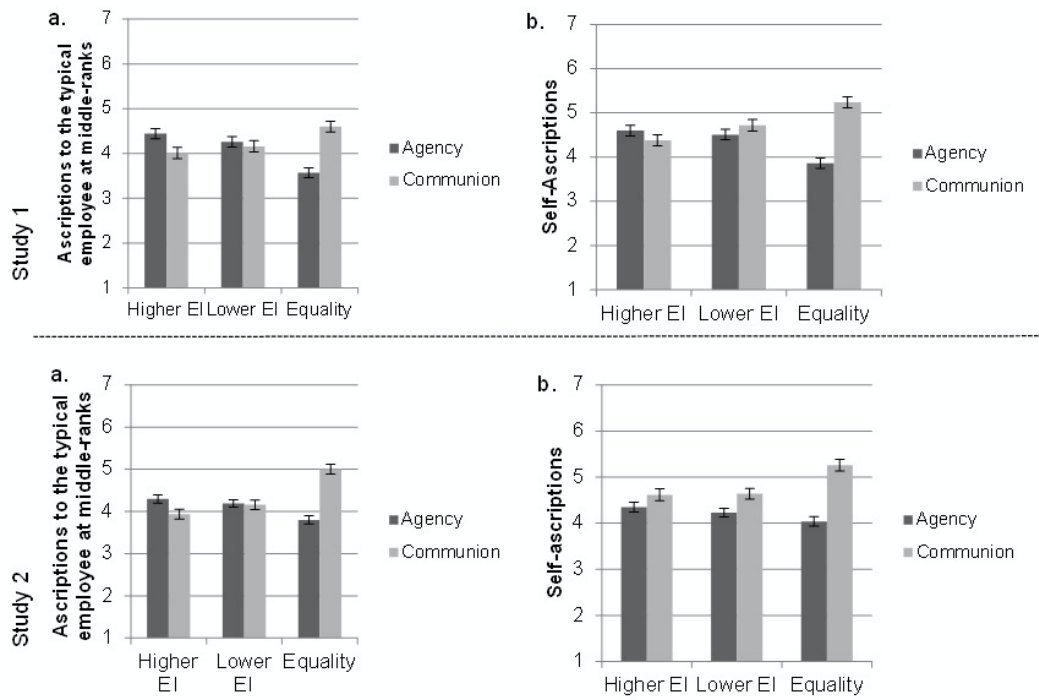 Study 1
a.
Ascriptions to the typical
employee at middle-ranks
7
6
5
4
3
2
1
Higher EI Lower EI Equality
Agency
Communion
b.
Self-Ascriptions
7
6
5
4
3
2
1
Higher EI Lower EI Equality
Agency
Communion
Study 2
a.
Ascriptions to the typical
employee at middle-ranks
7
6
5
4
3
2
1
Higher Lower Equality
EI EI
Agency
Communion
b.
Self-ascriptions
7
6
5
4
3
2
1
Higher EI Lower EI Equality
Agency
Communion